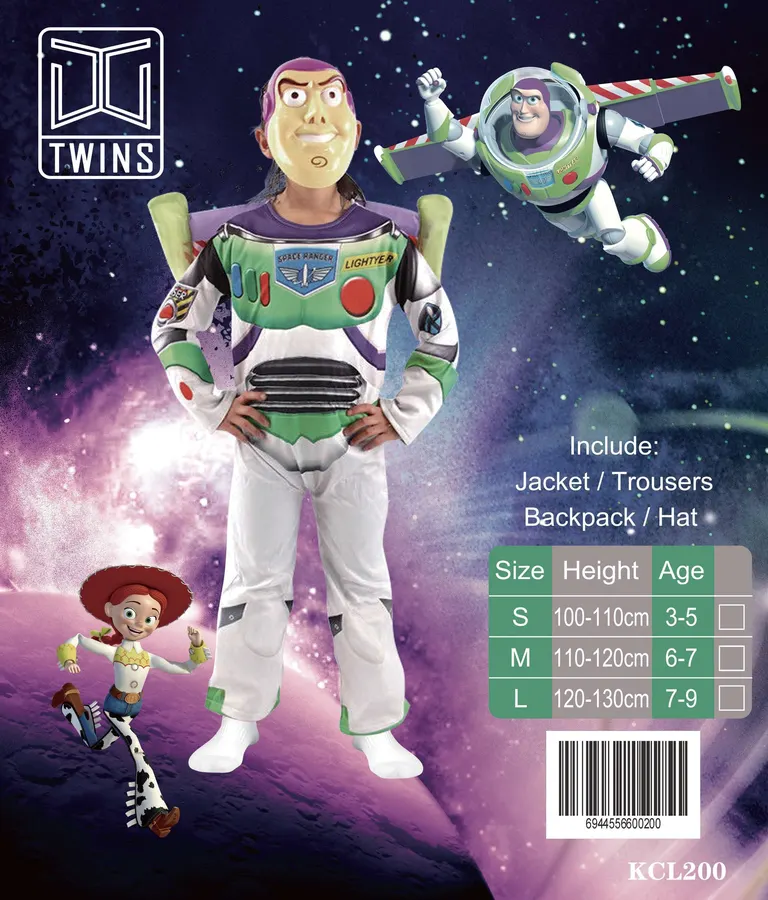 TWINS
SPACE RANGER
LIGHTYEAR
Include:
Jacket / Trousers
Backpack / Hat
Size Height Age
S 100-110cm 3-5
M 110-120cm 6-7
L 120-130cm 7-9
6944556600200
KCL200